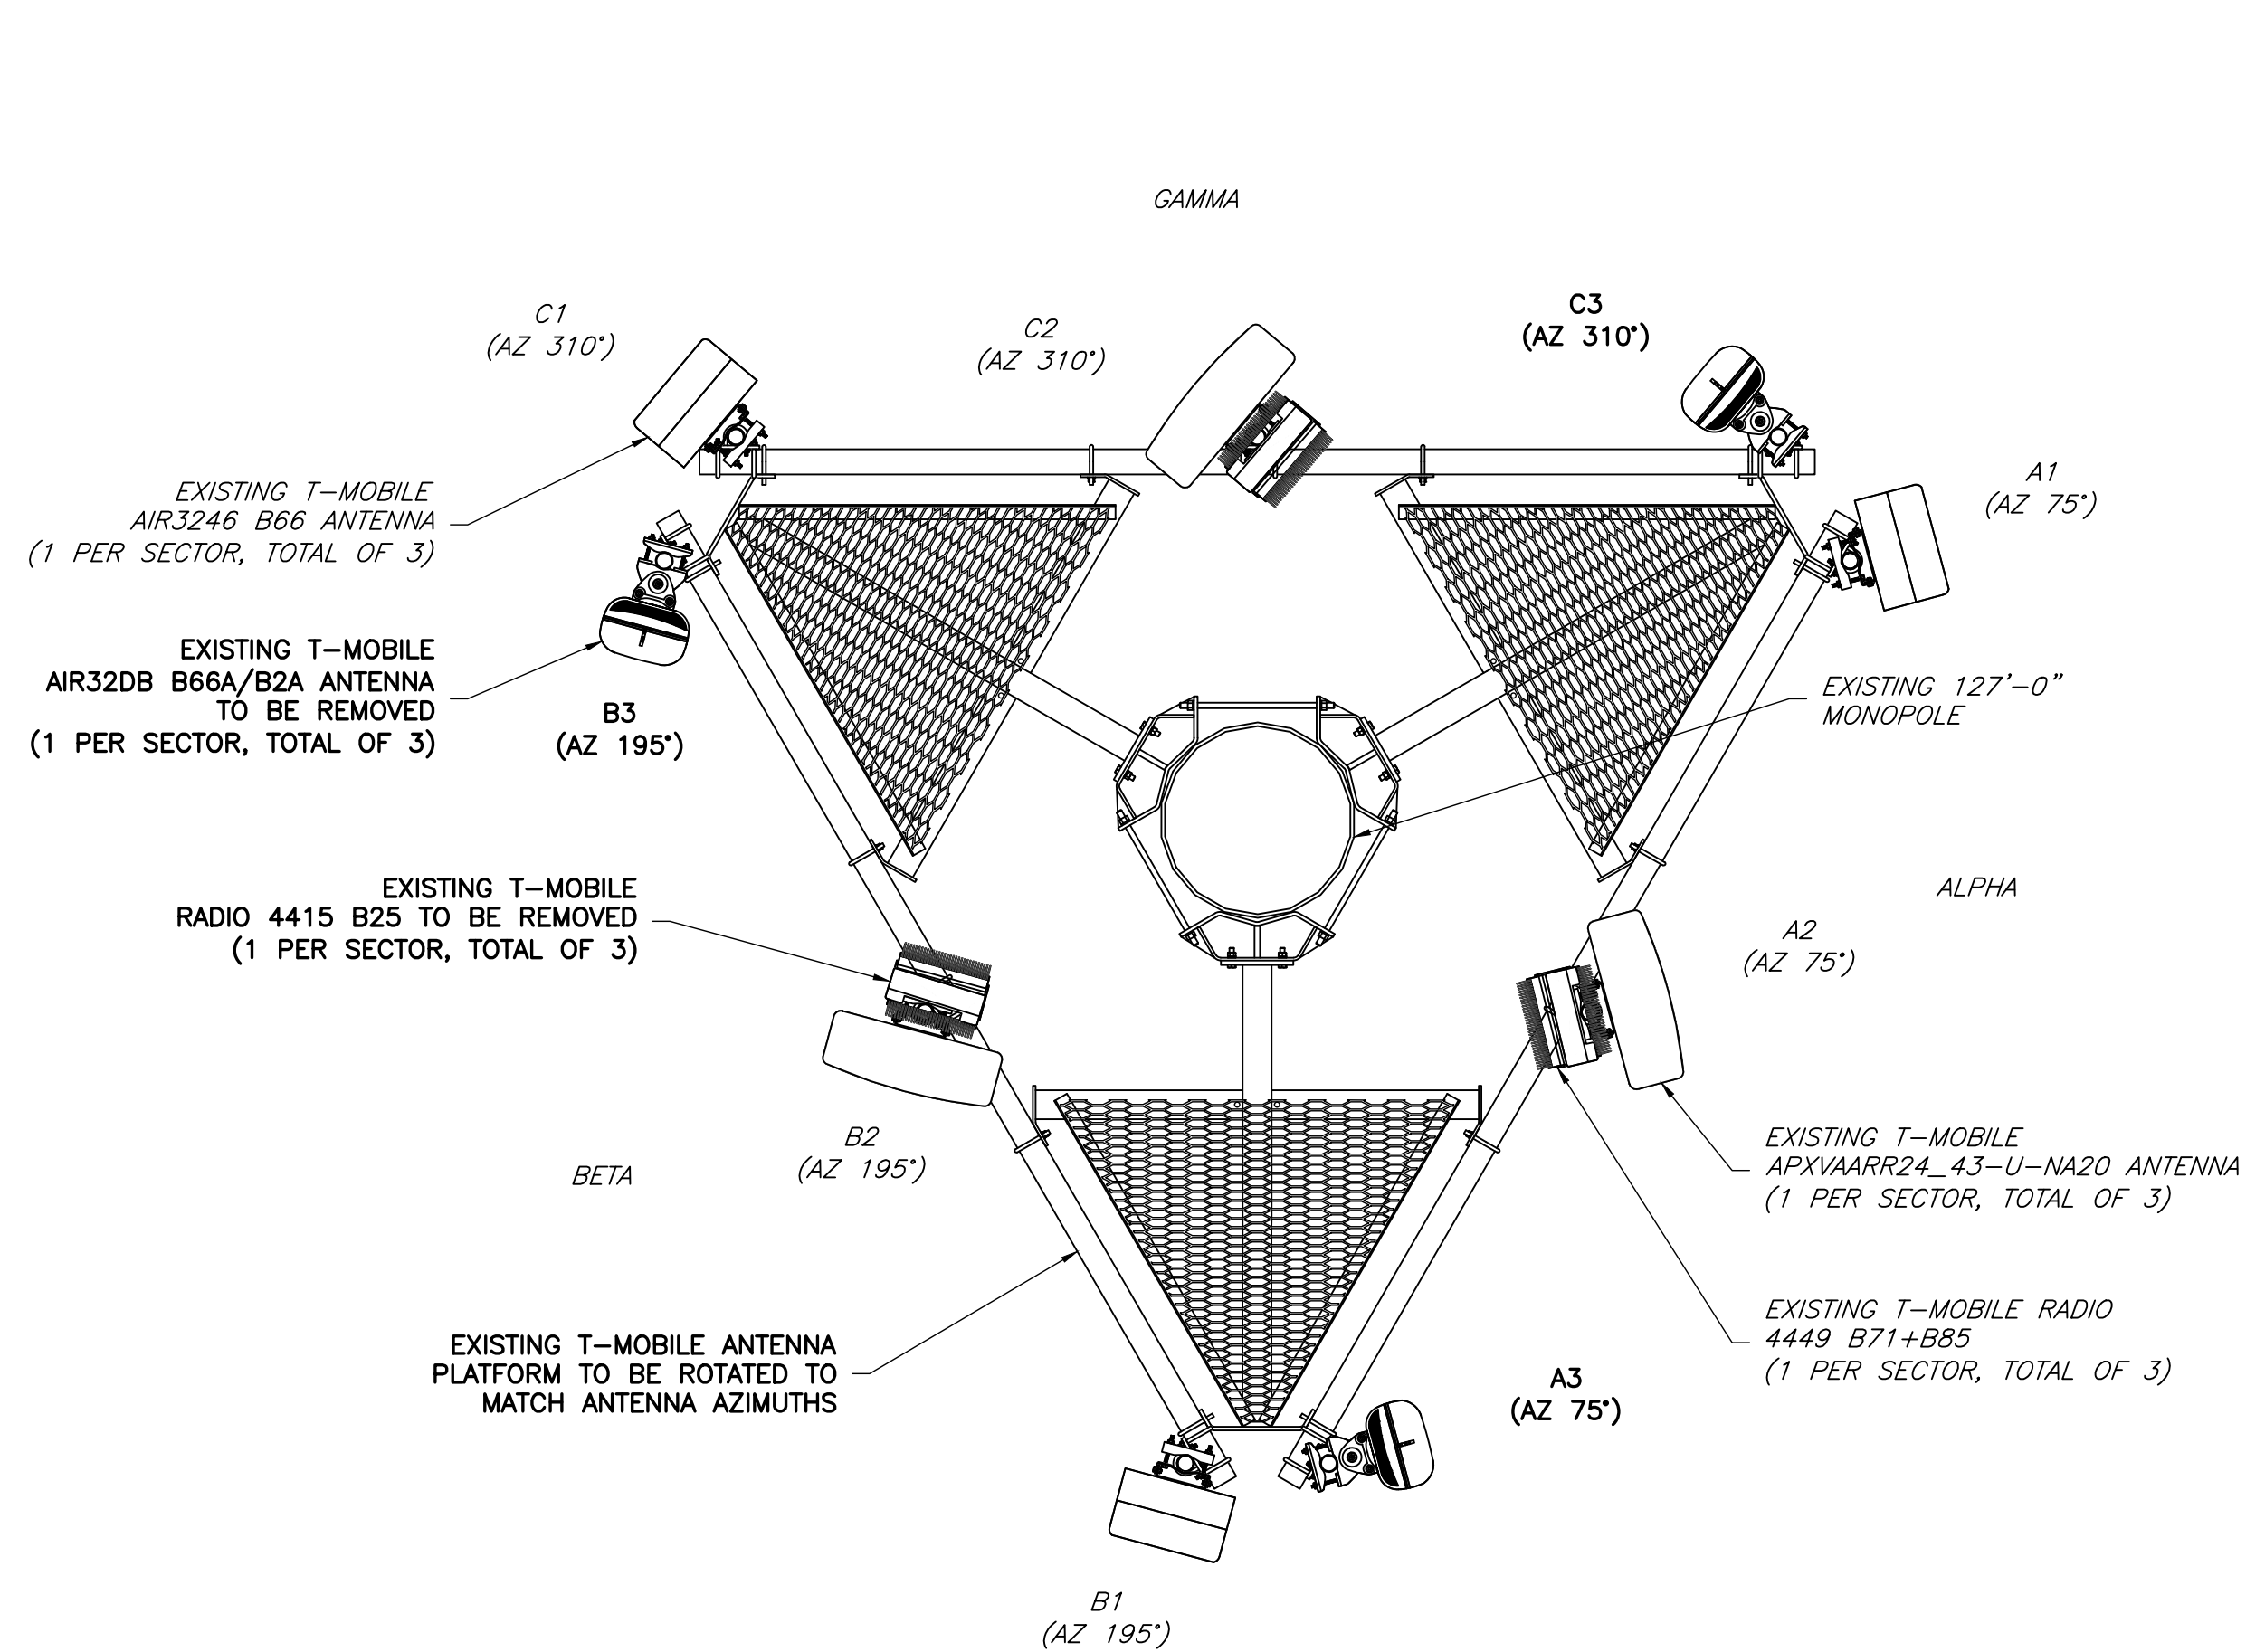 GAMMA
C1
(AZ 310°)
C2
(AZ 310°)
C3
(AZ 310°)
A1
(AZ 75°)
EXISTING T-MOBILE
AIR3246 B66 ANTENNA
(1 PER SECTOR, TOTAL OF 3)
EXISTING T-MOBILE
AIR32DB B66A/B2A ANTENNA
TO BE REMOVED
(1 PER SECTOR, TOTAL OF 3)
B3
(AZ 195°)
EXISTING 127'-0"
MONOPOLE
EXISTING T-MOBILE
RADIO 4415 B25 TO BE REMOVED
(1 PER SECTOR, TOTAL OF 3)
ALPHA
A2
(AZ 75°)
B2
(AZ 195°)
BETA
EXISTING T-MOBILE
APXVAARR24_43-U-NA20 ANTENNA
(1 PER SECTOR, TOTAL OF 3)
EXISTING T-MOBILE RADIO
4449 B71+B85
(1 PER SECTOR, TOTAL OF 3)
EXISTING T-MOBILE ANTENNA
PLATFORM TO BE ROTATED TO
MATCH ANTENNA AZIMUTHS
A3
(AZ 75°)
B1
(AZ 195°)